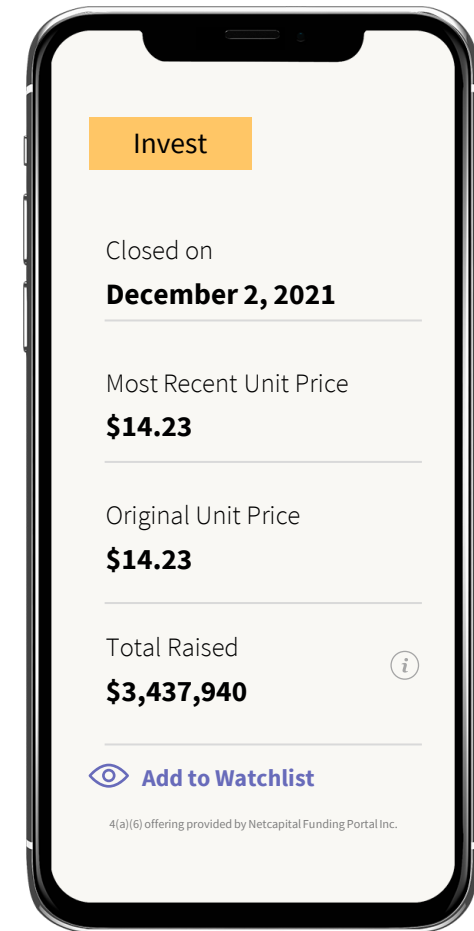 Invest
Closed on
December 2, 2021
Most Recent Unit Price
$14.23
Original Unit Price
$14.23
Total Raised
i
$3,437,940
Add to Watchlist
4(a)(6) offering provided by Netcapital Funding Portal Inc.